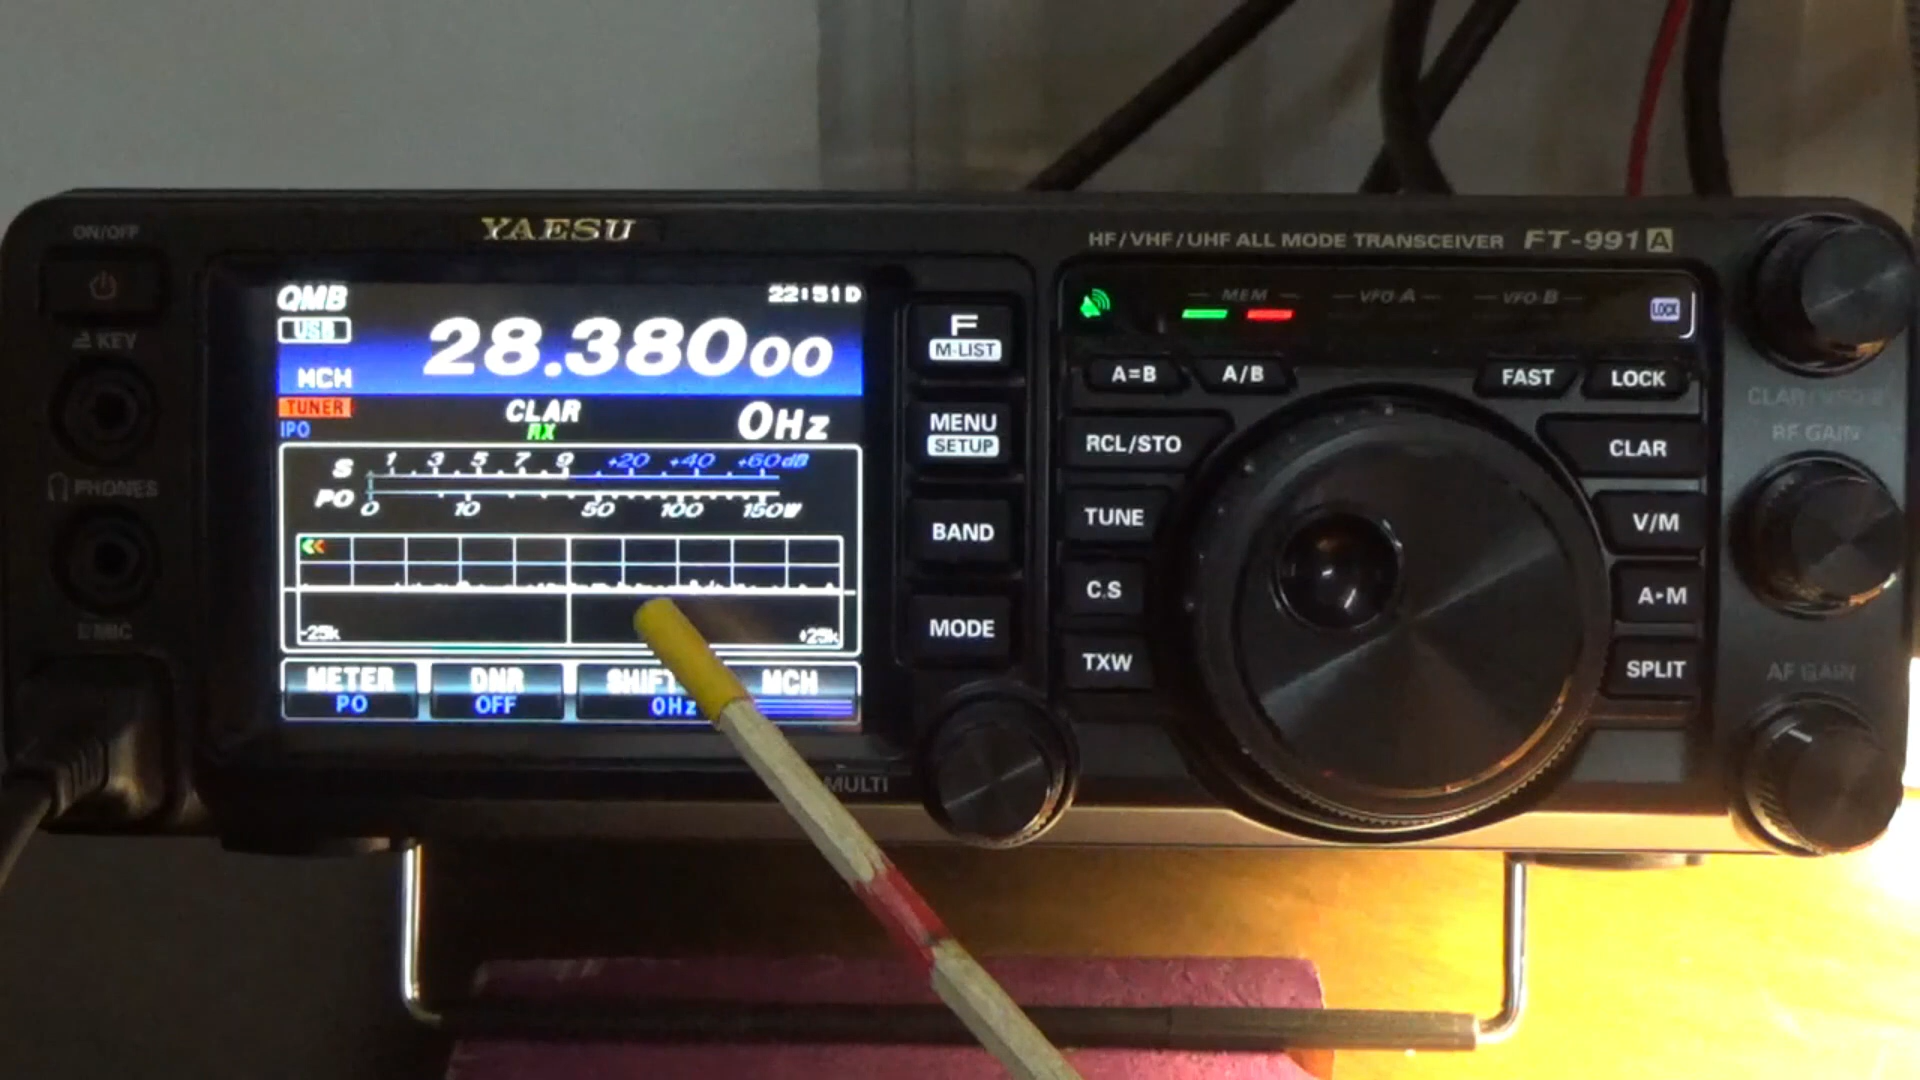 ON/OFF
YAESU
HF/VHF/UHF ALL MODE TRANSCEIVER FT-991A
QMB
22:51D
USB
28.38000
MCH
TUNER
IPO
CLAR
RX
0Hz
S 1 3 5 7 9 +20 +40 +60dB
PO 0 10 50 100 150W
-25k
+25k
METER
PO
DNR
OFF
SHIFT
0Hz
MCH
KEY
PHONES
MIC
MULTI
F
M-LIST
MENU
SETUP
BAND
MODE
MEM
VFO-A
VFO-B
LOCK
A=B
A/B
FAST
LOCK
RCL/STO
CLAR
TUNE
V/M
C.S
A▸M
TXW
SPLIT
CLAR
RF GAIN
AF GAIN